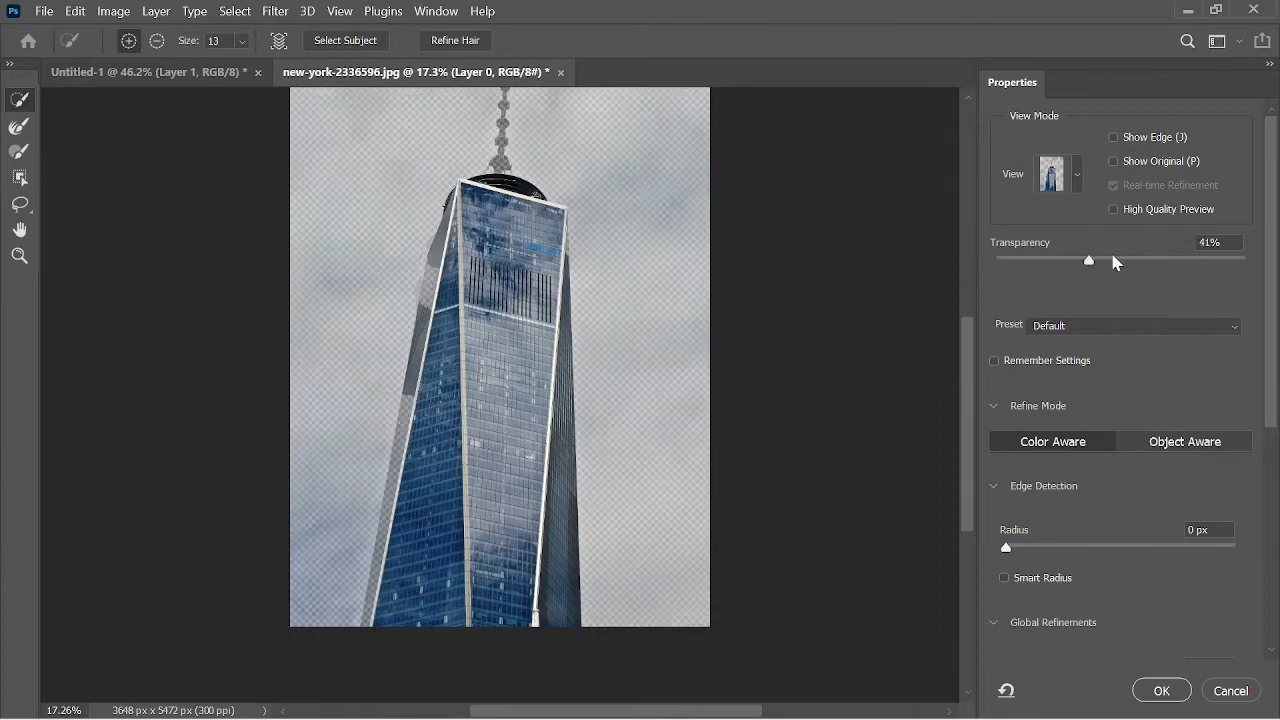 Ps File Edit Image Layer Type Select Filter 3D View Plugins Window Help
Size: 13 Select Subject Refine Hair
Untitled-1 @ 46.2% (Layer 1, RGB/8) * × new-york-2336596.jpg @ 17.3% (Layer 0, RGB/8#) * ×
Properties
View Mode
Show Edge (J)
Show Original (P)
View
Real-time Refinement
High Quality Preview
Transparency 41%
Preset Default
Remember Settings
Refine Mode
Color Aware Object Aware
Edge Detection
Radius 0 px
Smart Radius
Global Refinements
OK Cancel
17.26% 3648 px x 5472 px (300 ppi)